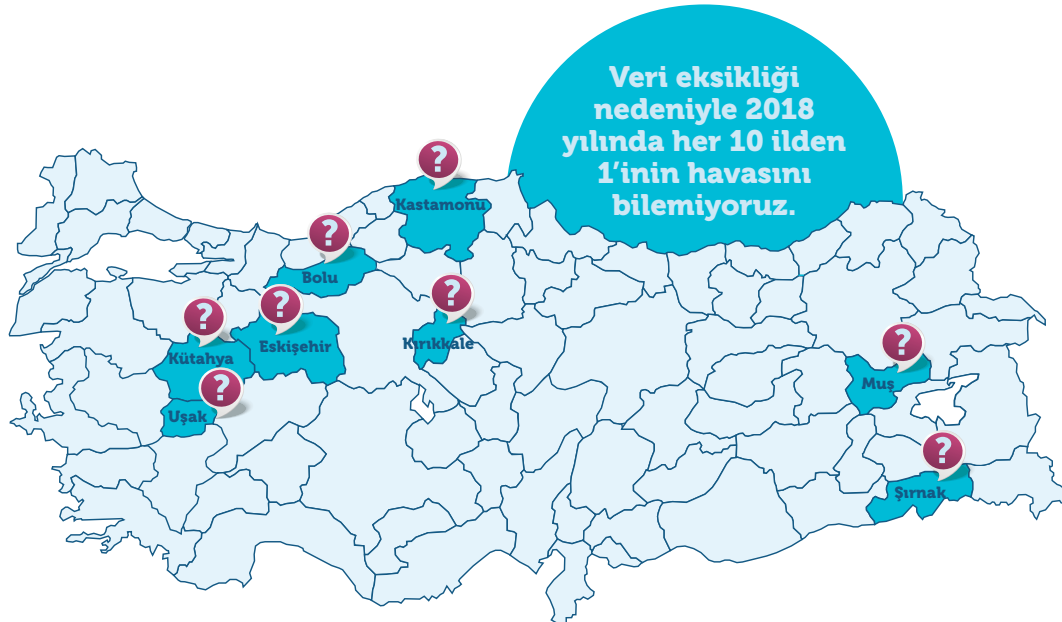 Veri eksikliği
nedeniyle 2018
yılında her 10 ilden
1’inin havasını
bilemiyoruz.
?
Kastamonu
?
Bolu
?
Eskişehir
?
Kırıkkale
?
Kütahya
?
Uşak
?
Muş
?
Şırnak